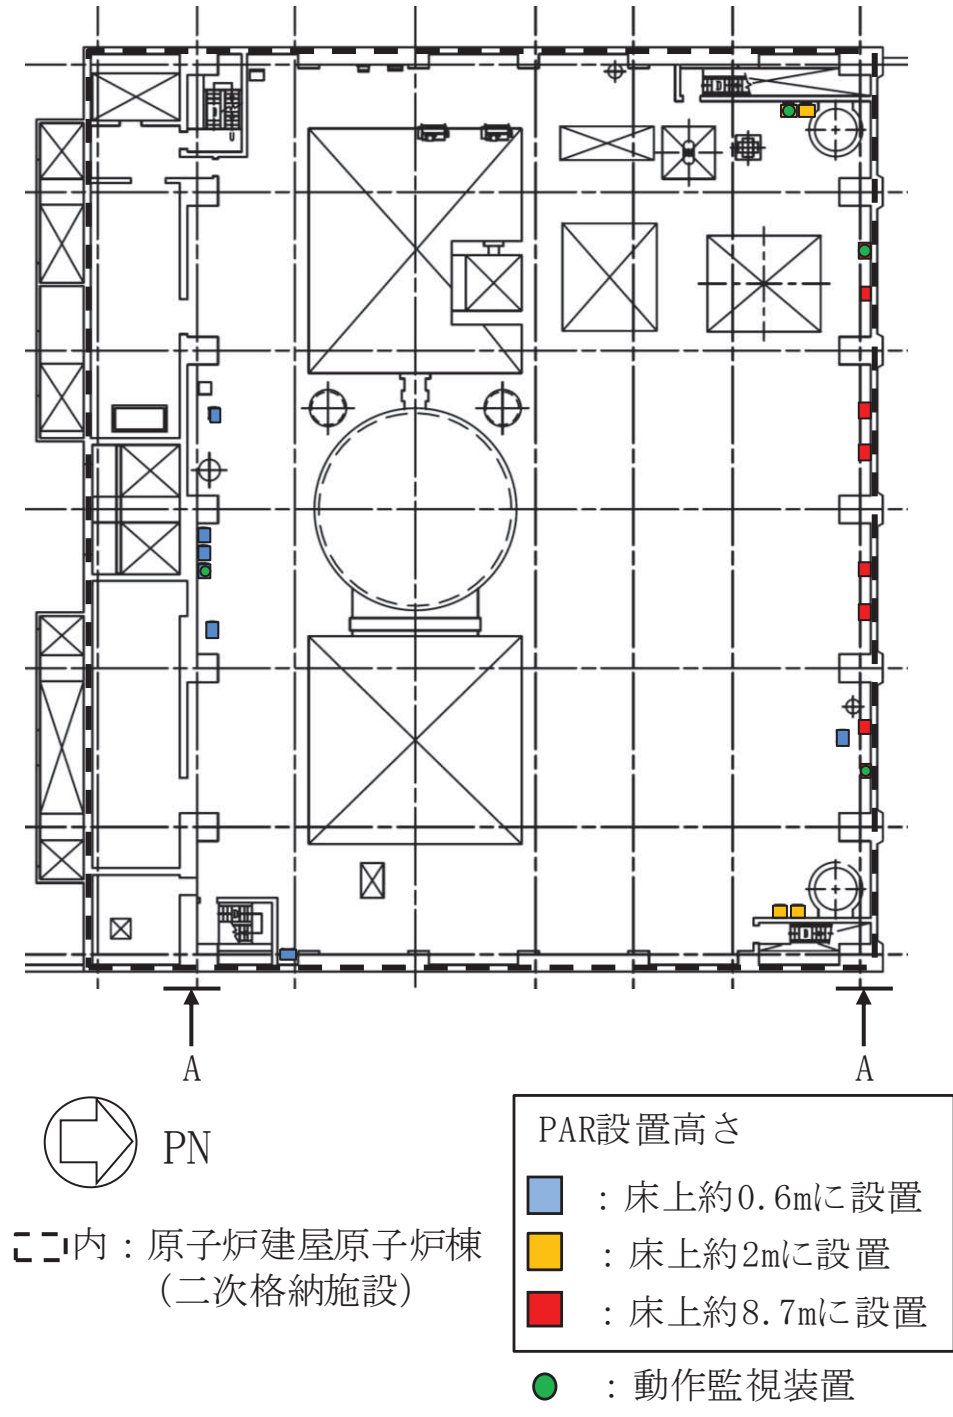 A
A
PN
内：原子炉建屋原子炉棟
（二次格納施設）
PAR設置高さ
：床上約0.6mに設置
：床上約2mに設置
：床上約8.7mに設置
：動作監視装置